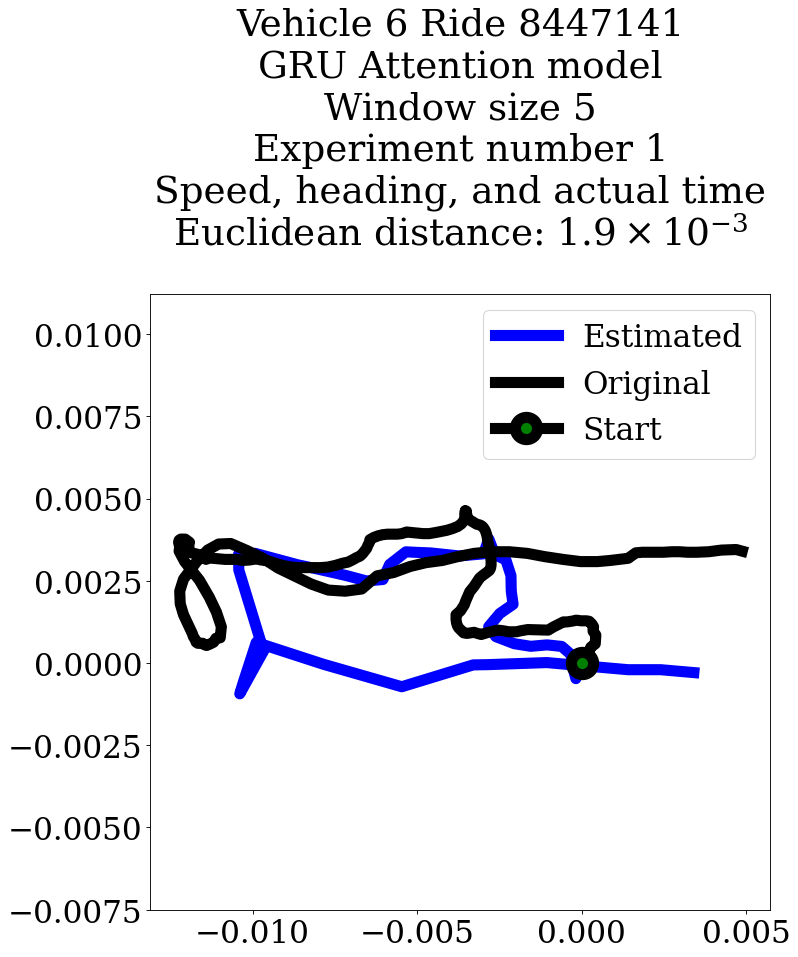 Vehicle 6 Ride 8447141
GRU Attention model
Window size 5
Experiment number 1
Speed, heading, and actual time
Euclidean distance: 1.9 × 10⁻³
Estimated
Original
Start
0.0100
0.0075
0.0050
0.0025
0.0000
−0.0025
−0.0050
−0.0075
−0.010 −0.005 0.000 0.005